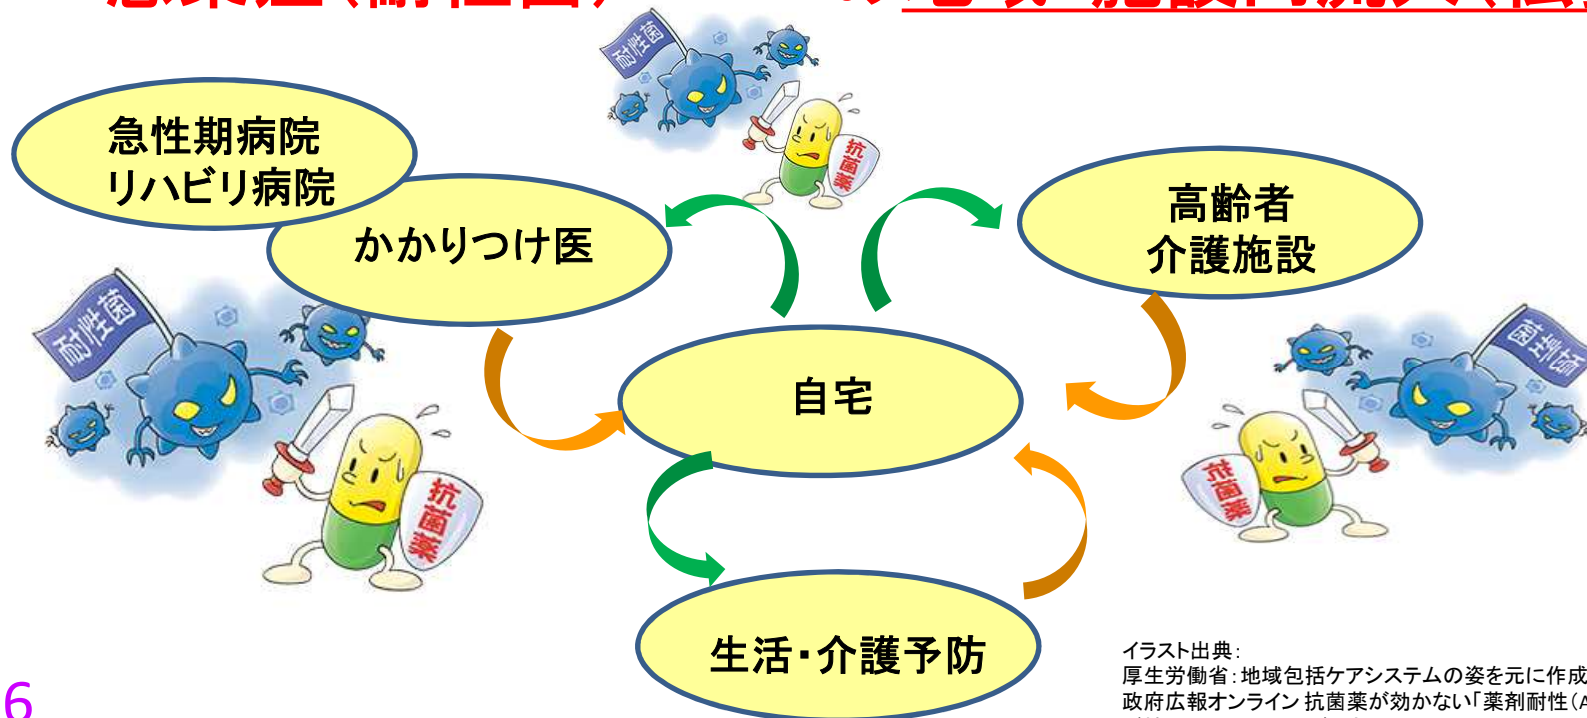 急性期病院
リハビリ病院
かかりつけ医
高齢者
介護施設
自宅
生活・介護予防
耐性菌
抗菌薬
耐性菌
抗菌薬
耐性菌
抗菌薬
イラスト出典：
厚生労働省：地域包括ケアシステムの姿を元に作成
政府広報オンライン 抗菌薬が効かない「薬剤耐性（A
6